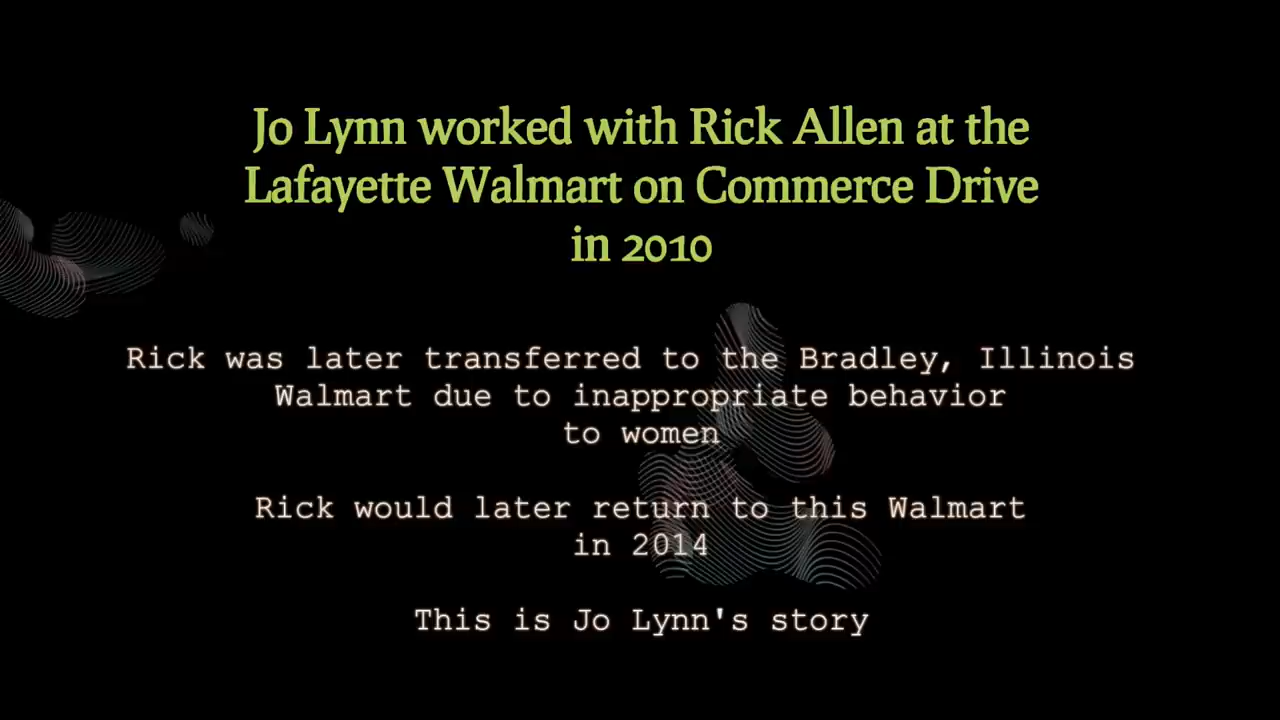 Jo Lynn worked with Rick Allen at the
Lafayette Walmart on Commerce Drive
in 2010
Rick was later transferred to the Bradley, Illinois
Walmart due to inappropriate behavior
to women
Rick would later return to this Walmart
in 2014
This is Jo Lynn's story